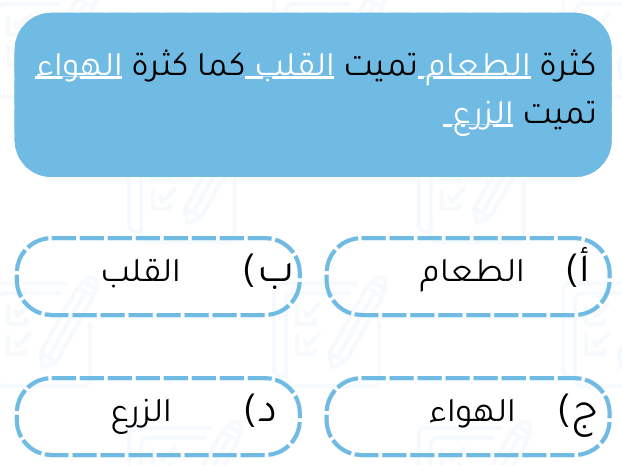 كثرة الطعام تميت القلب كما كثرة الهواء
تميت الزرع
أ) الطعام
ب) القلب
ج) الهواء
د) الزرع